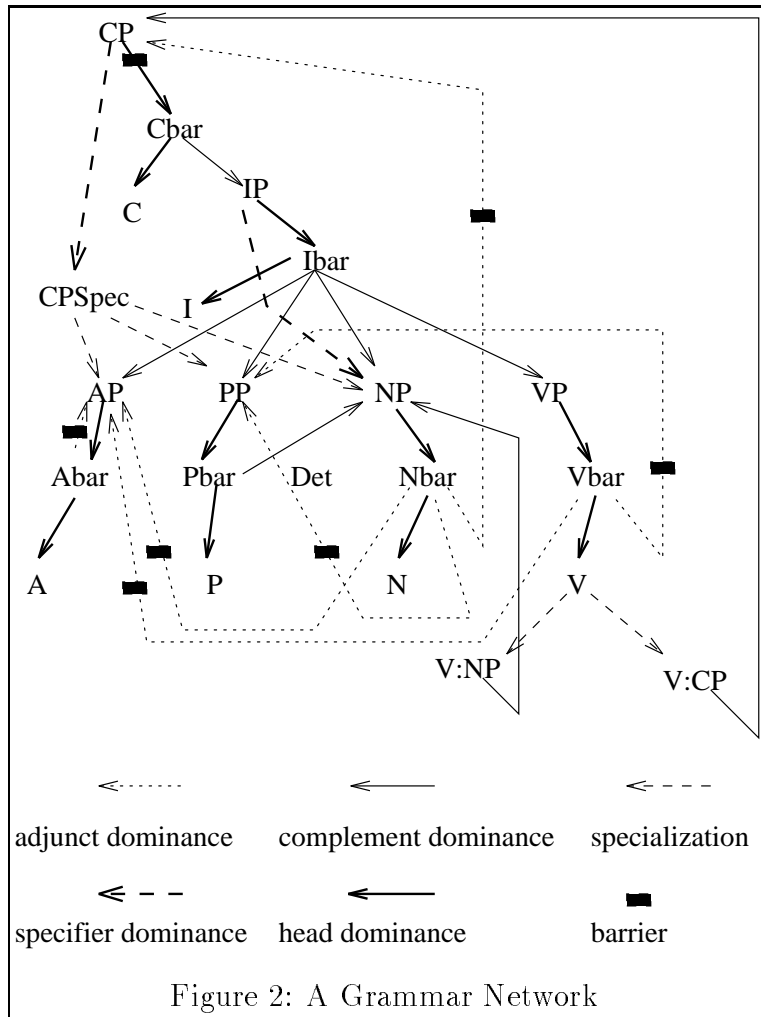 CP
Cbar
IP
C
Ibar
CPSpec
I
AP PP NP VP
Abar Pbar Det Nbar Vbar
A P N V
V:NP V:CP
adjunct dominance complement dominance specialization
specifier dominance head dominance barrier
Figure 2: A Grammar Network